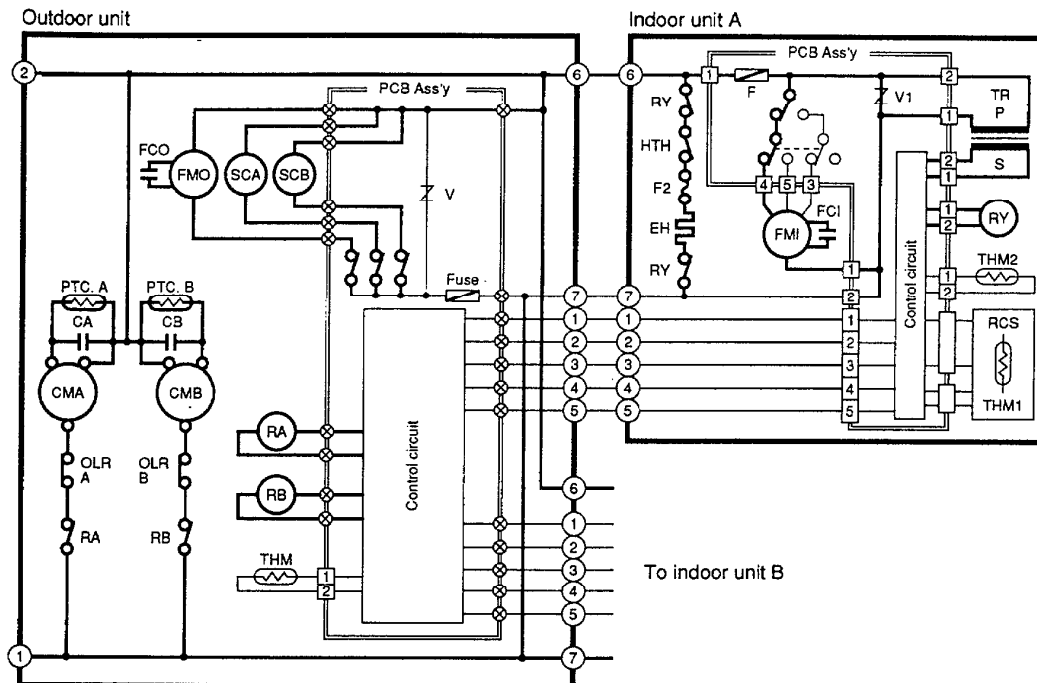 Outdoor unit
2
6
PCB Ass'y
FCO
FMO
SCA
SCB
V
Fuse
7
PTC. A
PTC. B
CA
CB
CMA
CMB
1
2
3
4
5
OLR
A
OLR
B
RA
RB
RA
RB
Control circuit
THM
1
2
6
1
2
3
4
5
1
7
To indoor unit B
Indoor unit A
6
PCB Ass'y
1
F
2
V1
TR
P
1
RY
HTH
F2
EH
RY
4
5
3
FCI
FMI
2
S
1
1
RY
2
THM2
1
2
1
7
2
Control circuit
1
1
2
2
3
3
4
4
5
5
RCS
THM1